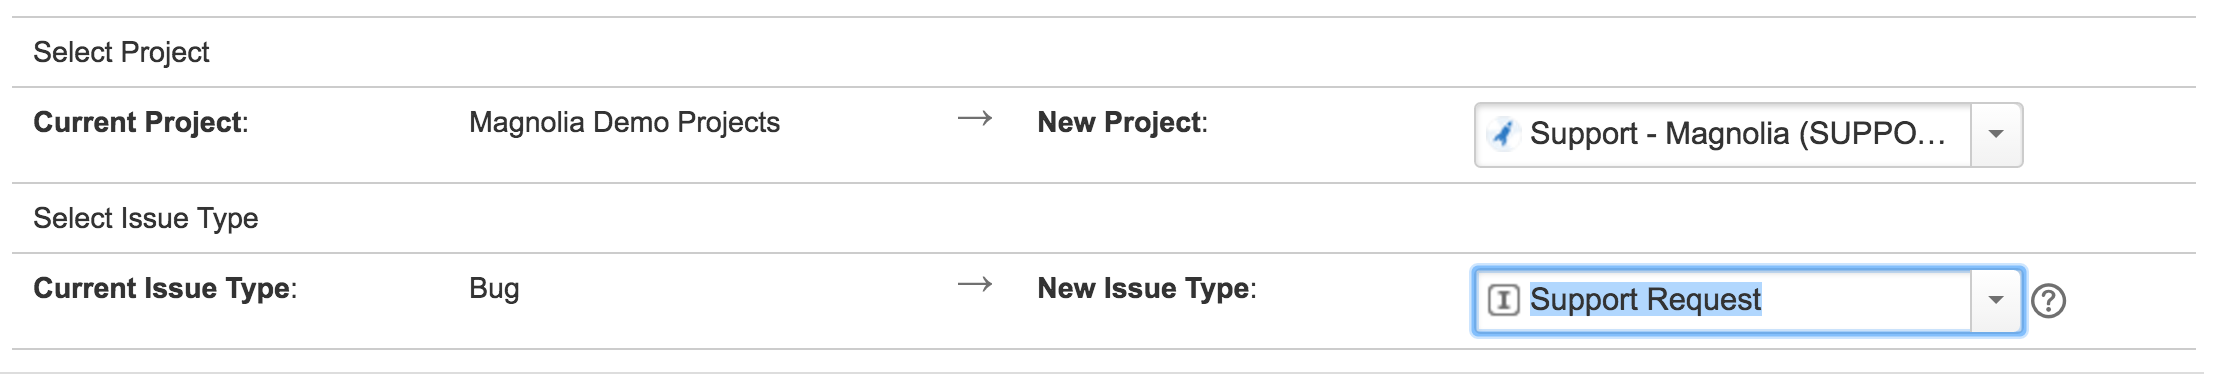 Select Project
Current Project: Magnolia Demo Projects → New Project: Support - Magnolia (SUPPO...
Select Issue Type
Current Issue Type: Bug → New Issue Type: Support Request